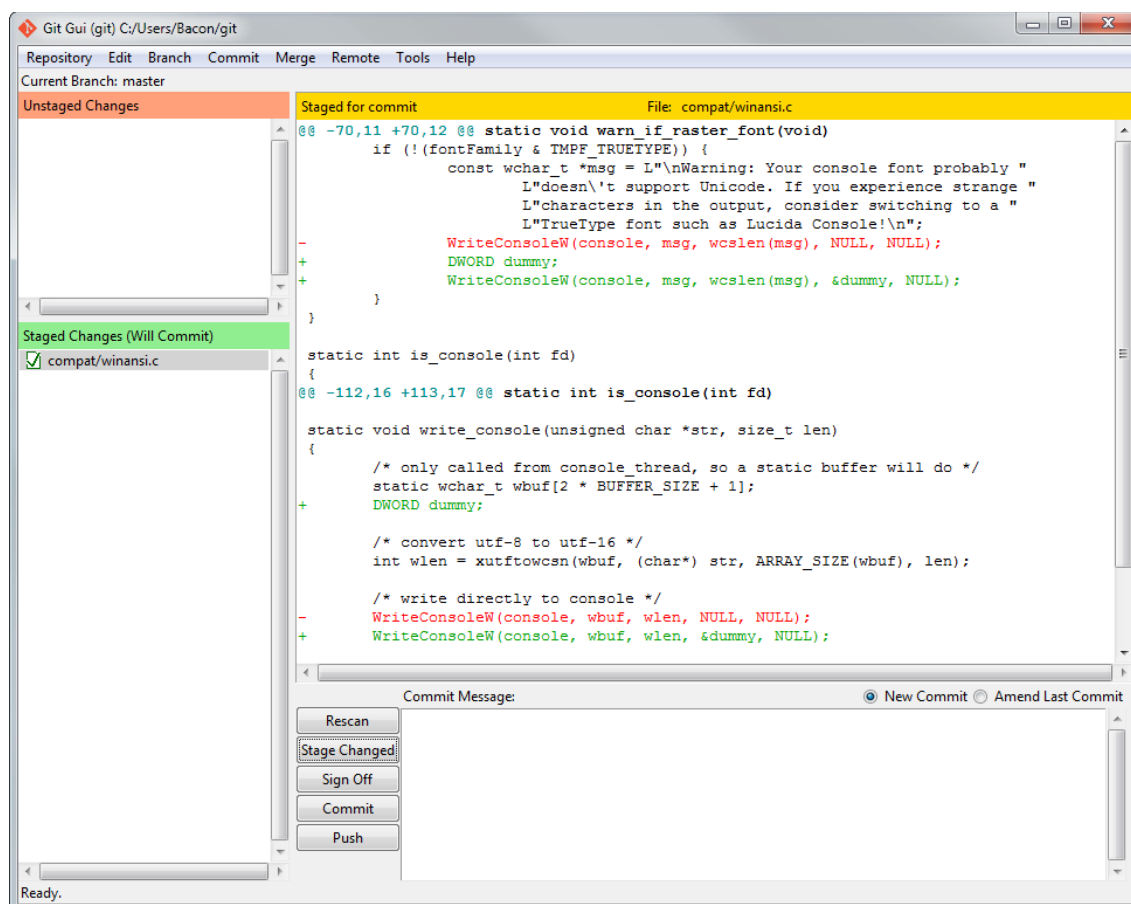 Git Gui (git) C:/Users/Bacon/git
Repository Edit Branch Commit Merge Remote Tools Help
Current Branch: master
Unstaged Changes
Staged Changes (Will Commit)
compat/winansi.c
Staged for commit File: compat/winansi.c
@@ -70,11 +70,12 @@ static void warn_if_raster_font(void)
        if (!(fontFamily & TMPF_TRUETYPE)) {
                const wchar_t *msg = L"\nWarning: Your console font probably "
                        L"doesn\'t support Unicode. If you experience strange "
                        L"characters in the output, consider switching to a "
                        L"TrueType font such as Lucida Console!\n";
-                WriteConsoleW(console, msg, wcslen(msg), NULL, NULL);
+                DWORD dummy;
+                WriteConsoleW(console, msg, wcslen(msg), &dummy, NULL);
        }
 }
 static int is_console(int fd)
 {
@@ -112,16 +113,17 @@ static int is_console(int fd)
 static void write_console(unsigned char *str, size_t len)
 {
        /* only called from console_thread, so a static buffer will do */
        static wchar_t wbuf[2 * BUFFER_SIZE + 1];
+        DWORD dummy;
        /* convert utf-8 to utf-16 */
        int wlen = xutftowcsn(wbuf, (char*) str, ARRAY_SIZE(wbuf), len);
        /* write directly to console */
-        WriteConsoleW(console, wbuf, wlen, NULL, NULL);
+        WriteConsoleW(console, wbuf, wlen, &dummy, NULL);
Commit Message: New Commit Amend Last Commit
Rescan
Stage Changed
Sign Off
Commit
Push
Ready.